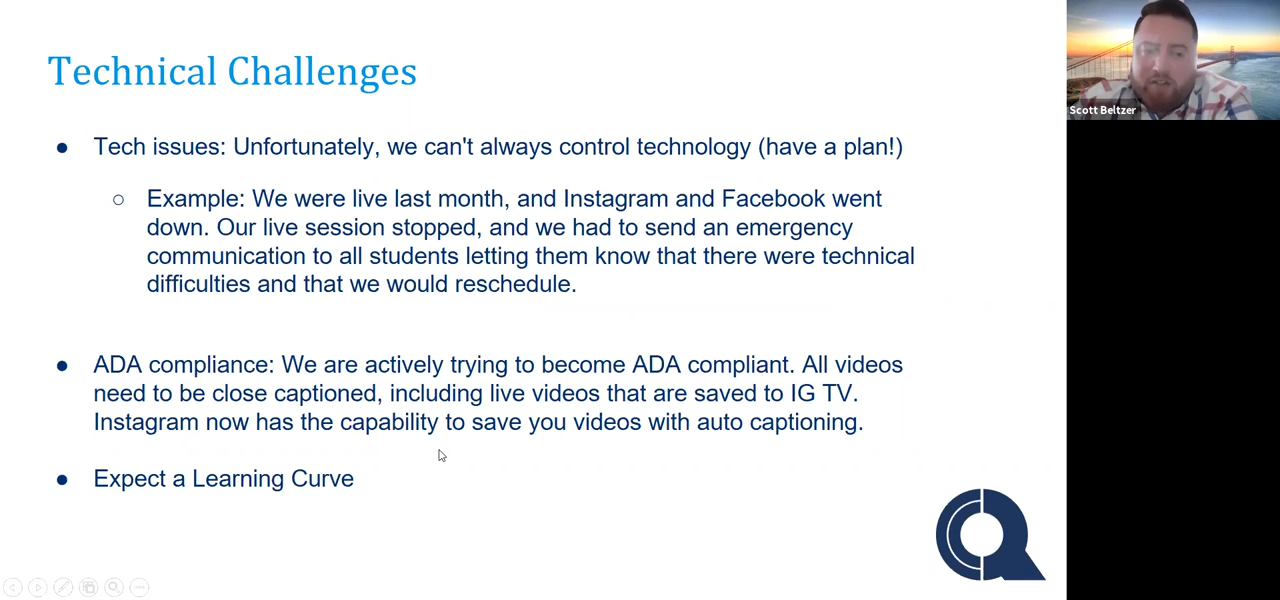 Technical Challenges
Scott Beltzer
● Tech issues: Unfortunately, we can't always control technology (have a plan!)
○ Example: We were live last month, and Instagram and Facebook went
down. Our live session stopped, and we had to send an emergency
communication to all students letting them know that there were technical
difficulties and that we would reschedule.
● ADA compliance: We are actively trying to become ADA compliant. All videos
need to be close captioned, including live videos that are saved to IG TV.
Instagram now has the capability to save you videos with auto captioning.
● Expect a Learning Curve